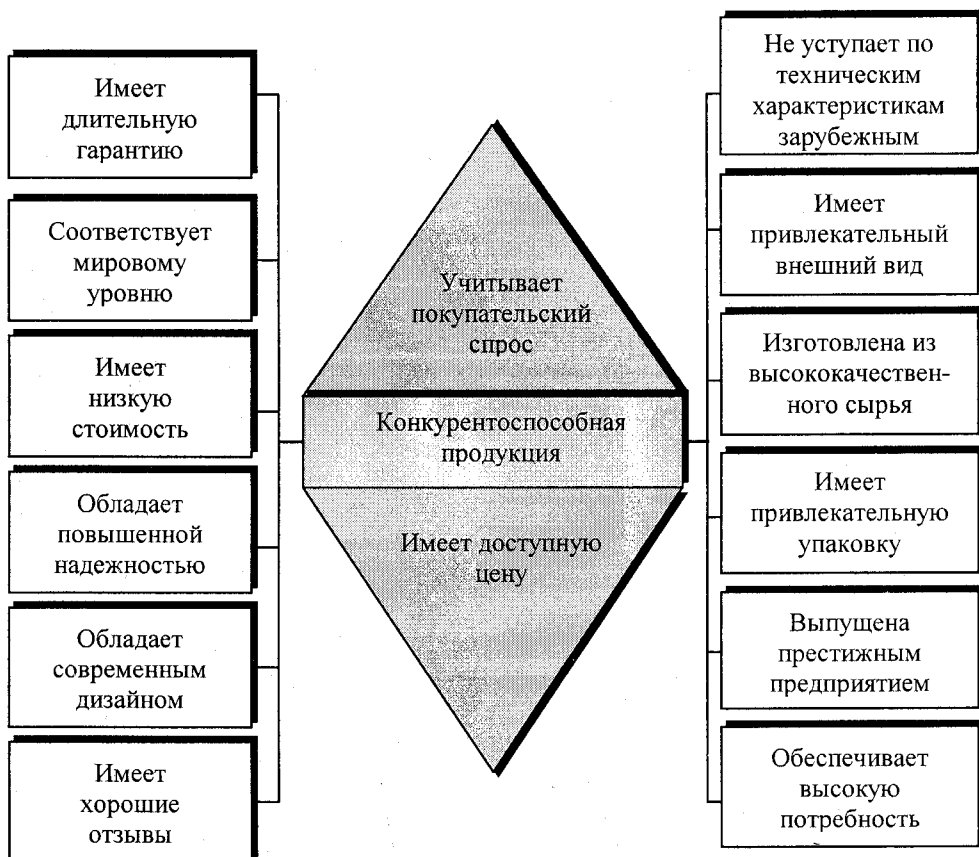 Имеет
длительную
гарантию
Соответствует
мировому
уровню
Имеет
низкую
стоимость
Обладает
повышенной
надежностью
Обладает
современным
дизайном
Имеет
хорошие
отзывы
Учитывает
покупательский
спрос
Конкурентоспособная
продукция
Имеет доступную
цену
Не уступает по
техническим
характеристикам
зарубежным
Имеет
привлекательный
внешний вид
Изготовлена из
высококачествен-
ного сырья
Имеет
привлекательную
упаковку
Выпущена
престижным
предприятием
Обеспечивает
высокую
потребность